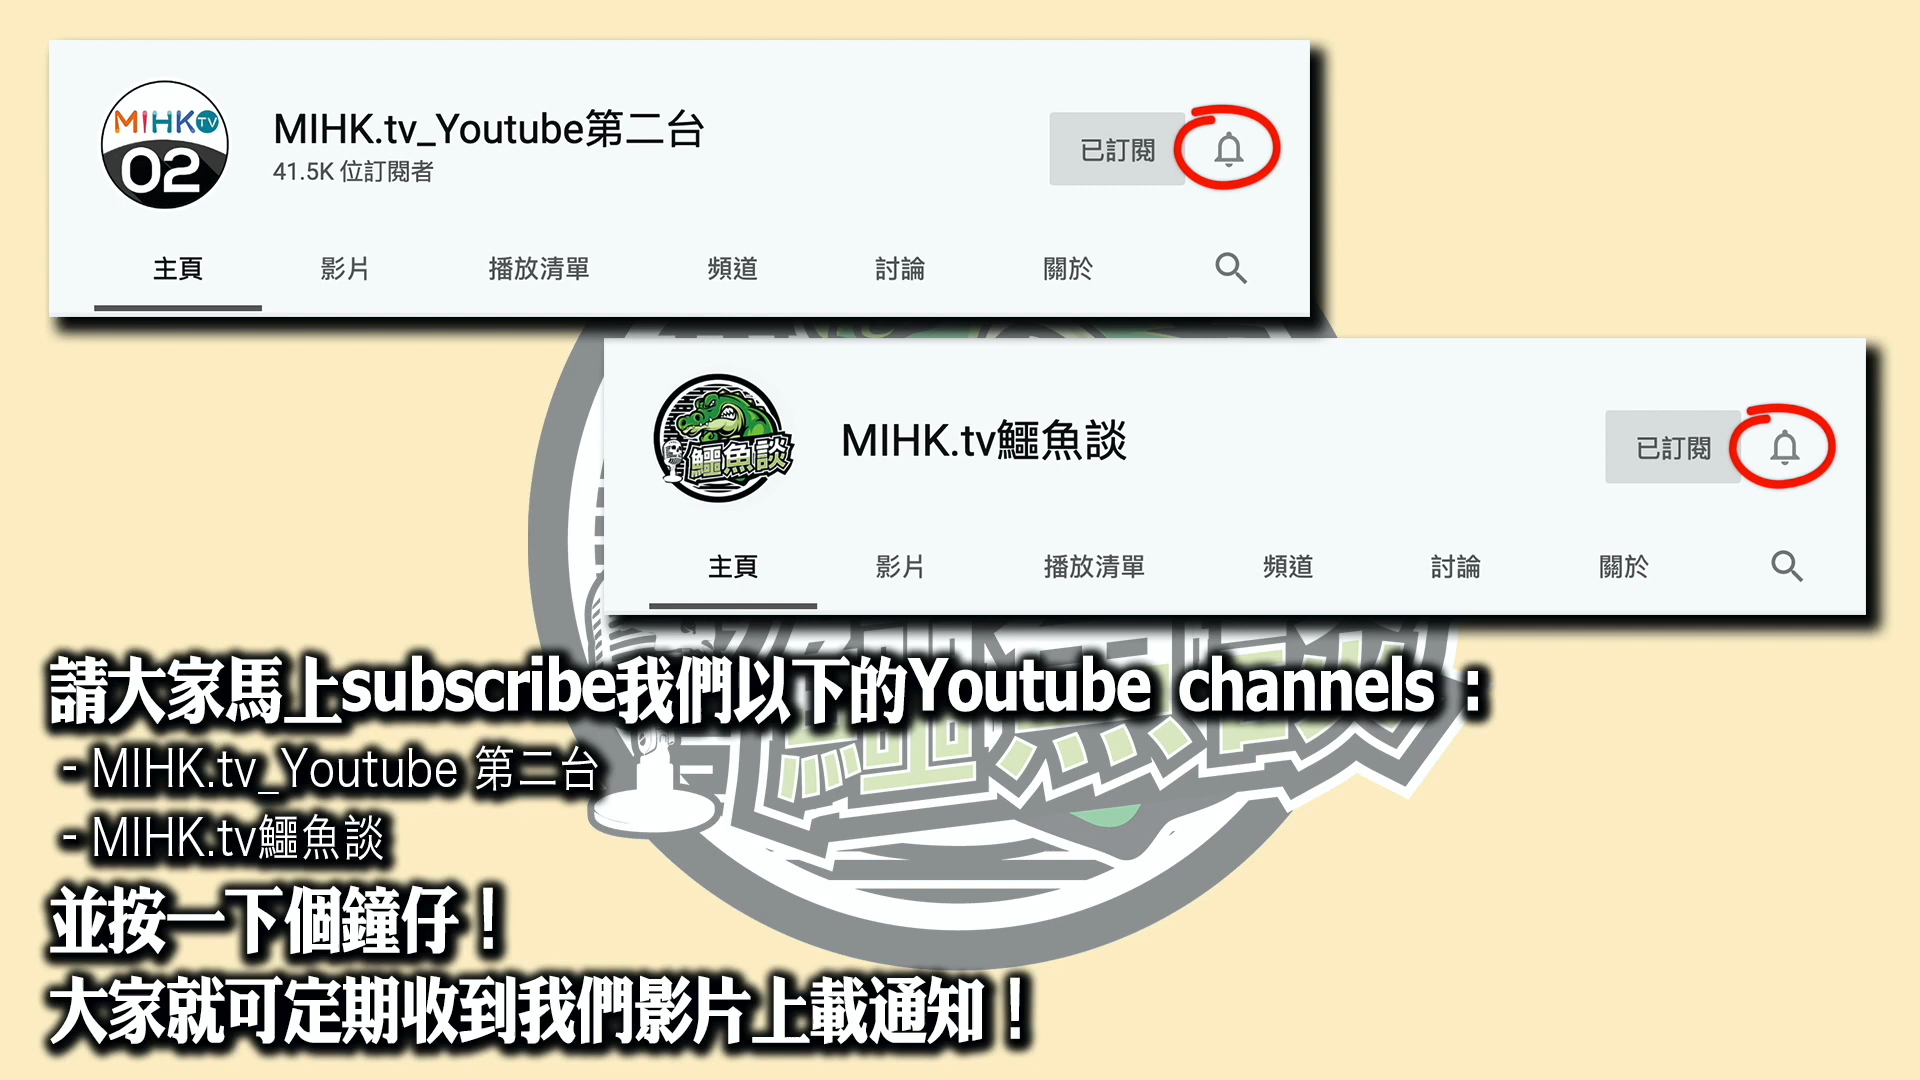 MIHK TV
02
MIHK.tv_Youtube第二台
41.5K 位訂閱者
已訂閱
主頁 影片 播放清單 頻道 討論 關於
鱷魚談
MIHK.tv鱷魚談
已訂閱
主頁 影片 播放清單 頻道 討論 關於
鱷魚談
請大家馬上subscribe我們以下的Youtube channels：
- MIHK.tv_Youtube 第二台
- MIHK.tv鱷魚談
並按一下個鐘仔！
大家就可定期收到我們影片上載通知！